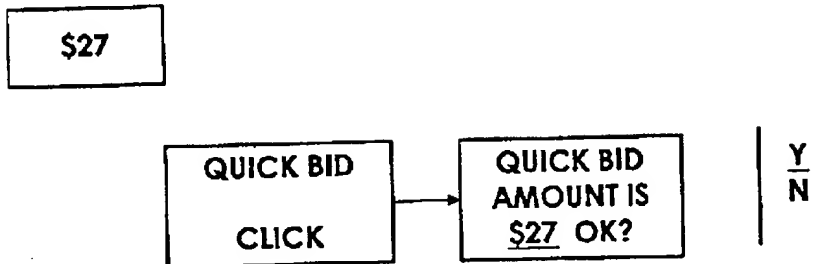 $27
QUICK BID
CLICK
QUICK BID
AMOUNT IS
$27 OK?
Y
N